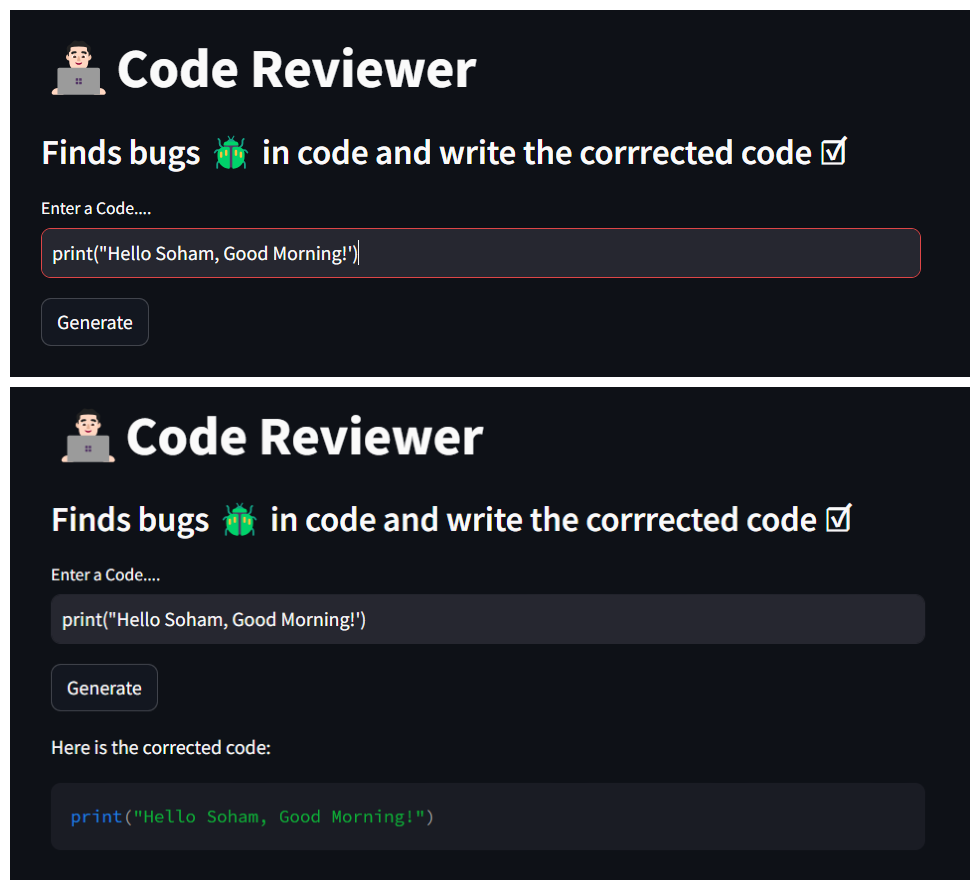 Code Reviewer
Finds bugs 🪲 in code and write the corrrected code ☑
Enter a Code....
print("Hello Soham, Good Morning!')
Generate
Code Reviewer
Finds bugs 🪲 in code and write the corrrected code ☑
Enter a Code....
print("Hello Soham, Good Morning!')
Generate
Here is the corrected code:
print("Hello Soham, Good Morning!")